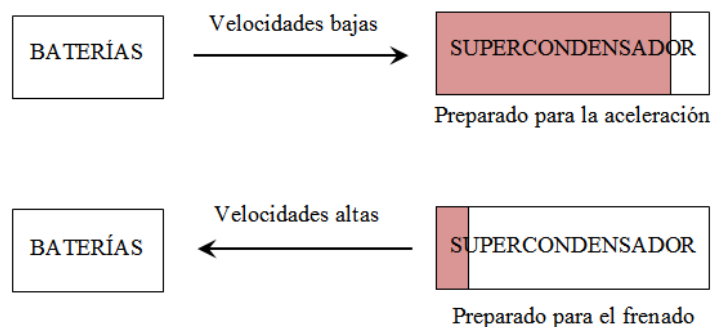 Velocidades bajas
BATERÍAS
SUPERCONDENSADOR
Preparado para la aceleración
Velocidades altas
BATERÍAS
SUPERCONDENSADOR
Preparado para el frenado